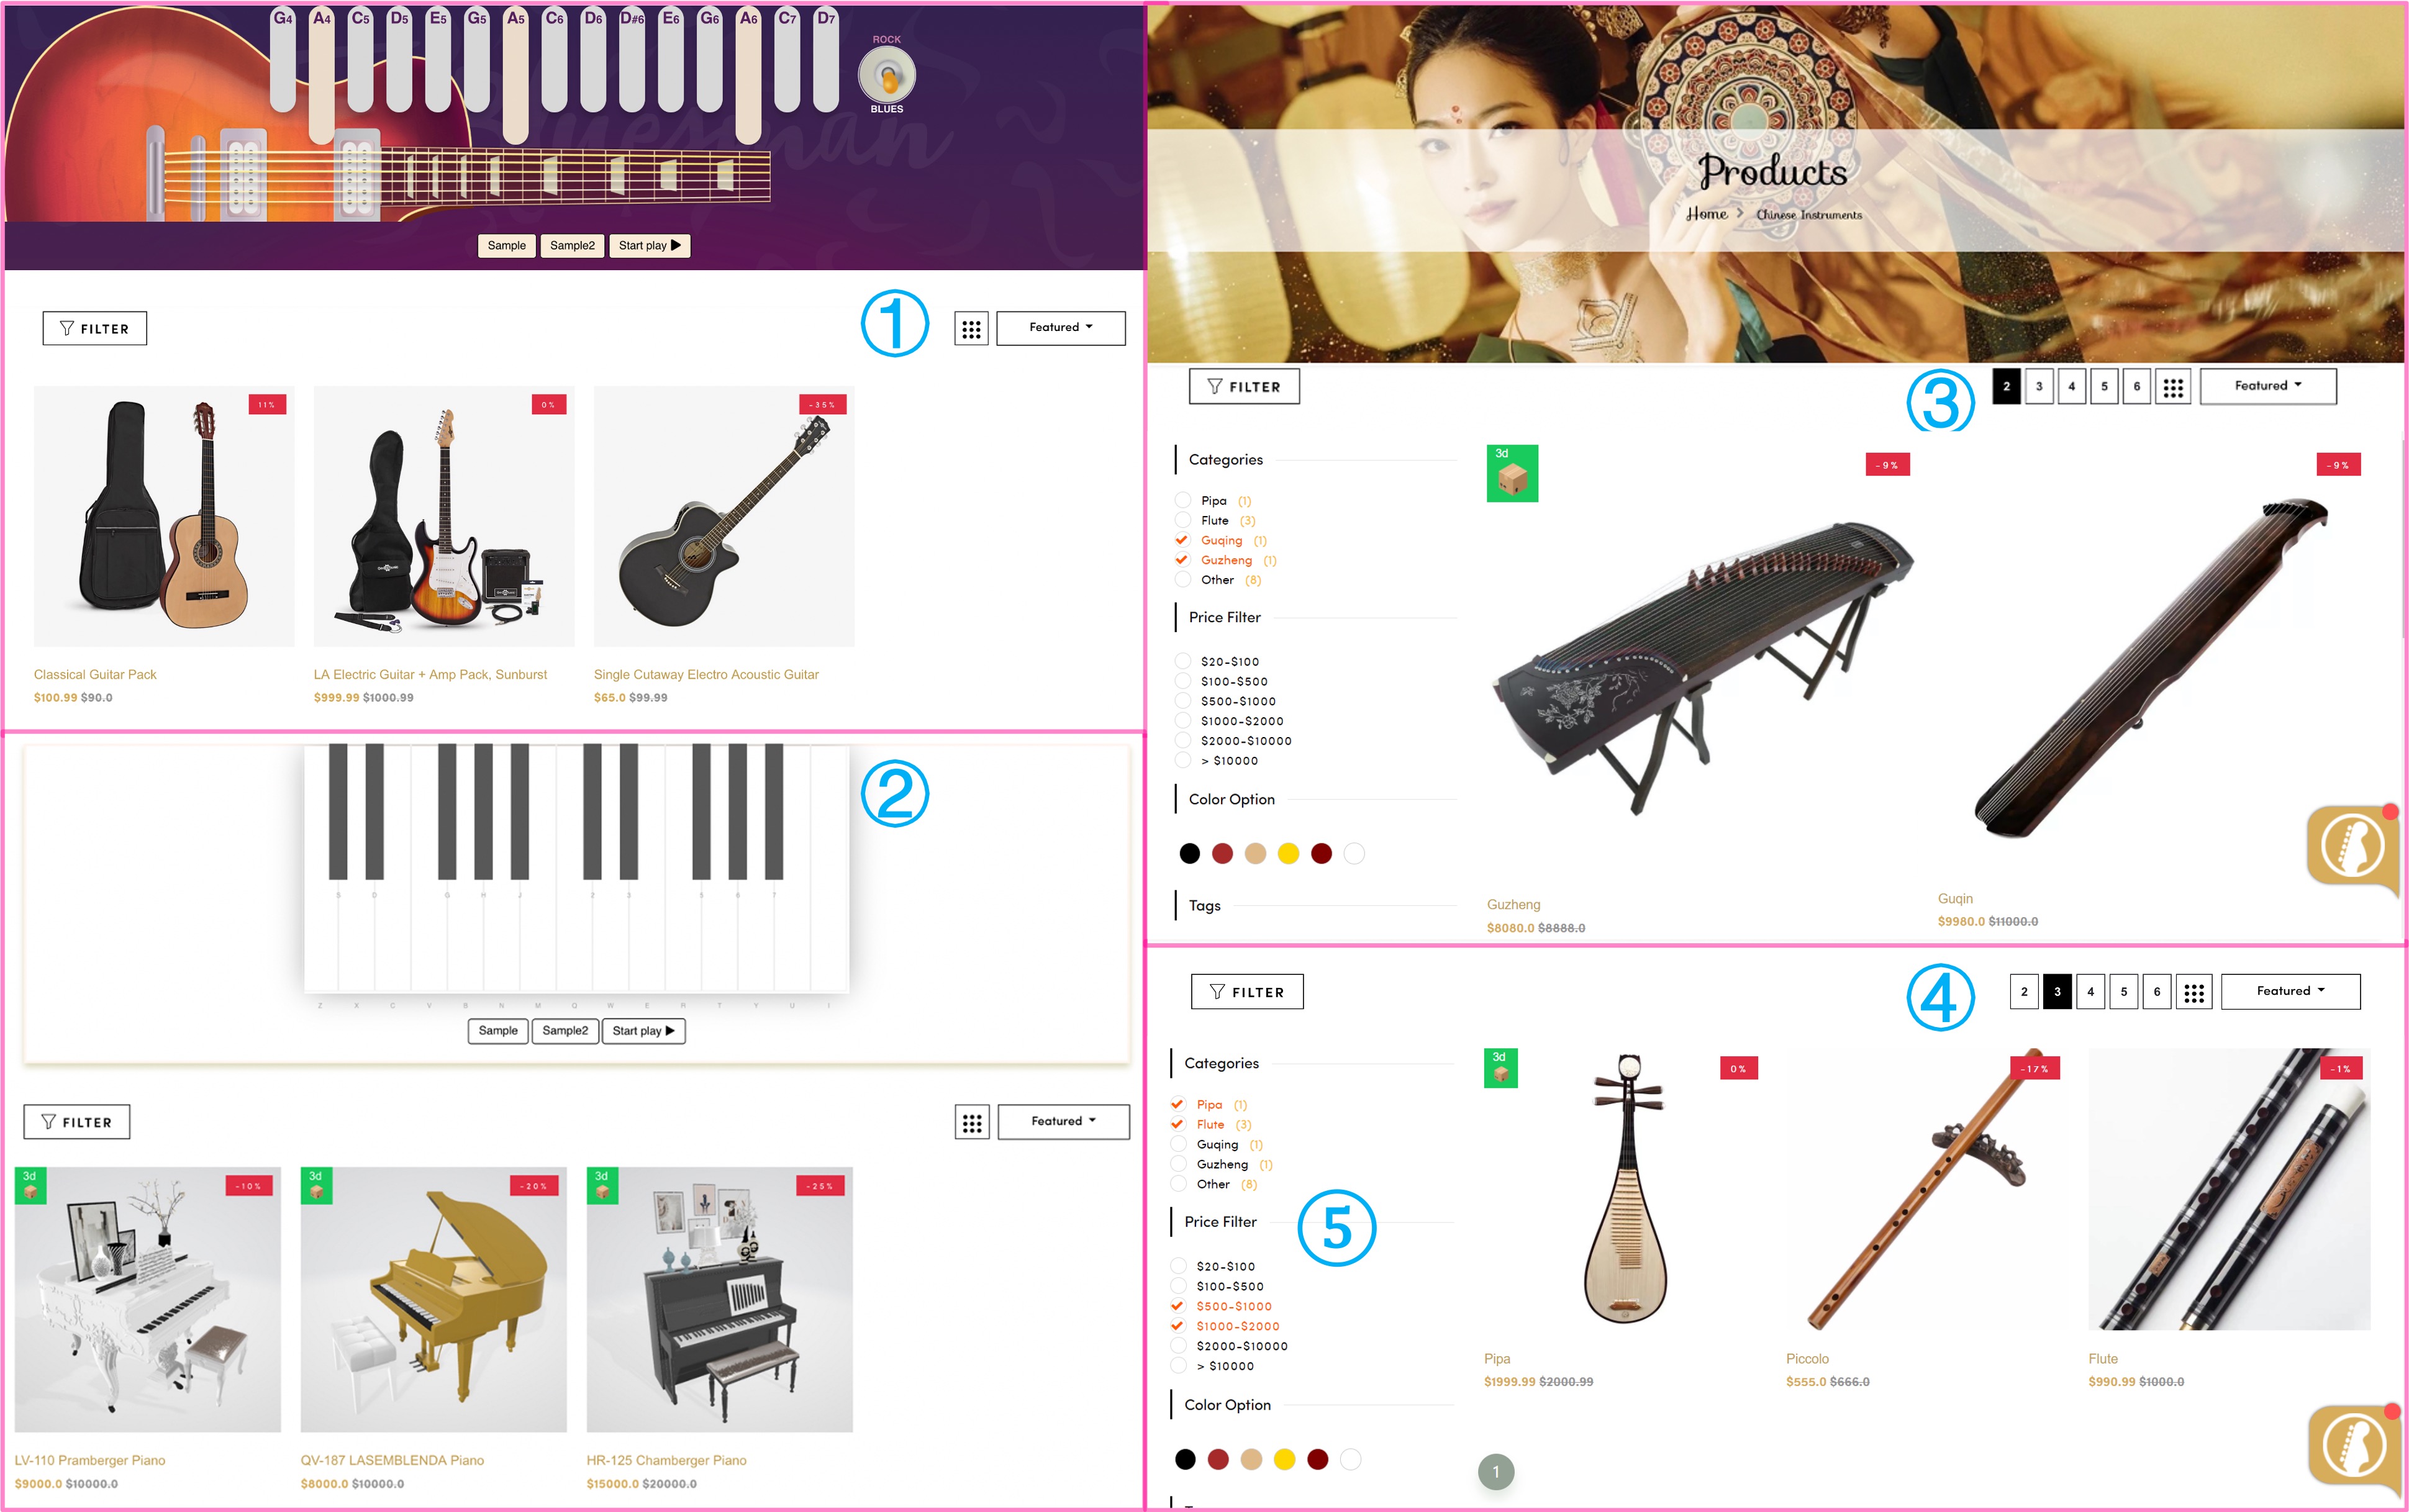 G4 A4 C5 D5 E5 G5 A5 C6 D6 D#6 E6 G6 A6 C7 D7
ROCK
BLUES
Bluesman
Sample Sample2 Start play
FILTER
1
Featured
11%
0%
-35%
Classical Guitar Pack
$100.99 $90.0
LA Electric Guitar + Amp Pack, Sunburst
$999.99 $1000.99
Single Cutaway Electro Acoustic Guitar
$65.0 $99.99
2
S D G H J 2 3 5 6 7
Z X C V B N M Q W E R T Y U I
Sample Sample2 Start play
FILTER
Featured
3d
-10%
3d
-20%
3d
-25%
LV-110 Pramberger Piano
$9000.0 $10000.0
QV-187 LASEMBLENDA Piano
$8000.0 $10000.0
HR-125 Chamberger Piano
$15000.0 $20000.0
Products
Home > Chinese Instruments
FILTER
3
2 3 4 5 6
Featured
Categories
Pipa (1)
Flute (3)
Guqing (1)
Guzheng (1)
Other (8)
Price Filter
$20-$100
$100-$500
$500-$1000
$1000-$2000
$2000-$10000
> $10000
Color Option
Tags
3d
-9%
-9%
Guzheng
$8080.0 $8888.0
Guqin
$9980.0 $11000.0
FILTER
4
2 3 4 5 6
Featured
Categories
Pipa (1)
Flute (3)
Guqing (1)
Guzheng (1)
Other (8)
Price Filter
5
$20-$100
$100-$500
$500-$1000
$1000-$2000
$2000-$10000
> $10000
Color Option
3d
0%
-17%
-1%
Pipa
$1999.99 $2000.99
Piccolo
$555.0 $666.0
Flute
$990.99 $1000.0
1